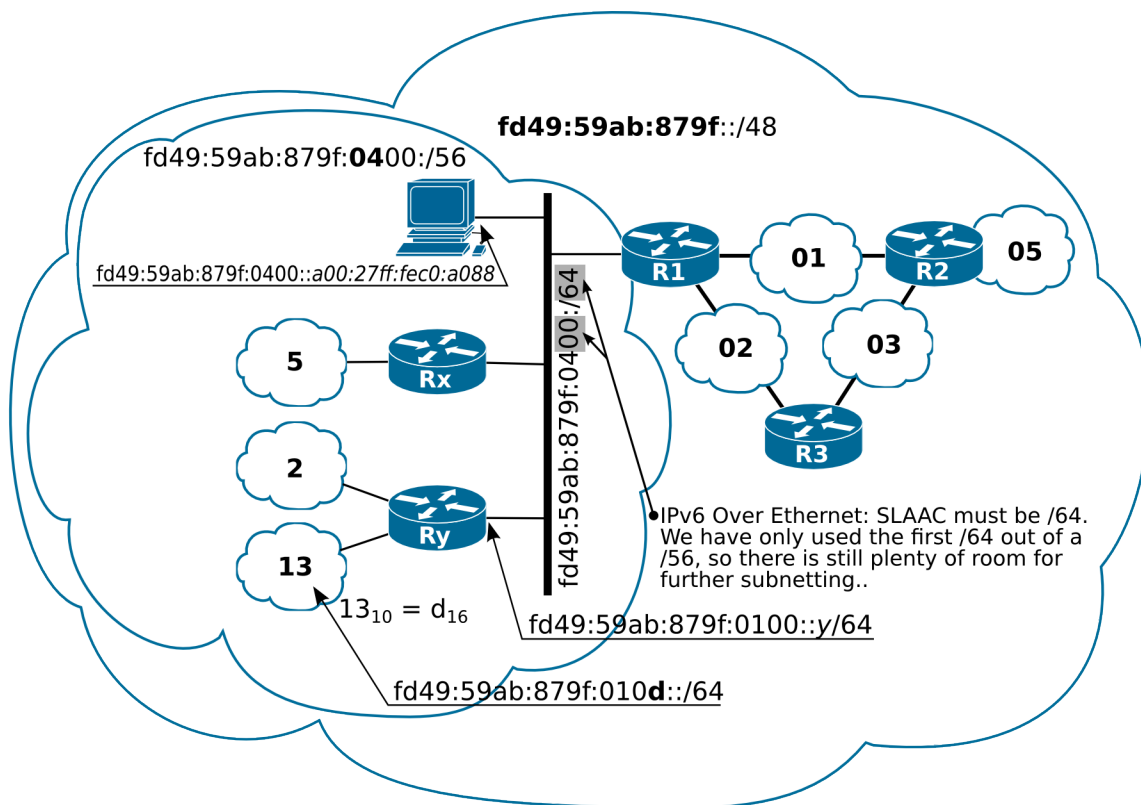 fd49:59ab:879f::/48
fd49:59ab:879f:0400:/56
fd49:59ab:879f:0400::a00:27ff:fec0:a088
R1
01
R2
05
02
03
R3
5
Rx
2
Ry
13
fd49:59ab:879f:0400:/64
IPv6 Over Ethernet: SLAAC must be /64.
We have only used the first /64 out of a
/56, so there is still plenty of room for
further subnetting..
13₁₀ = d₁₆
fd49:59ab:879f:0100::y/64
fd49:59ab:879f:010d::/64